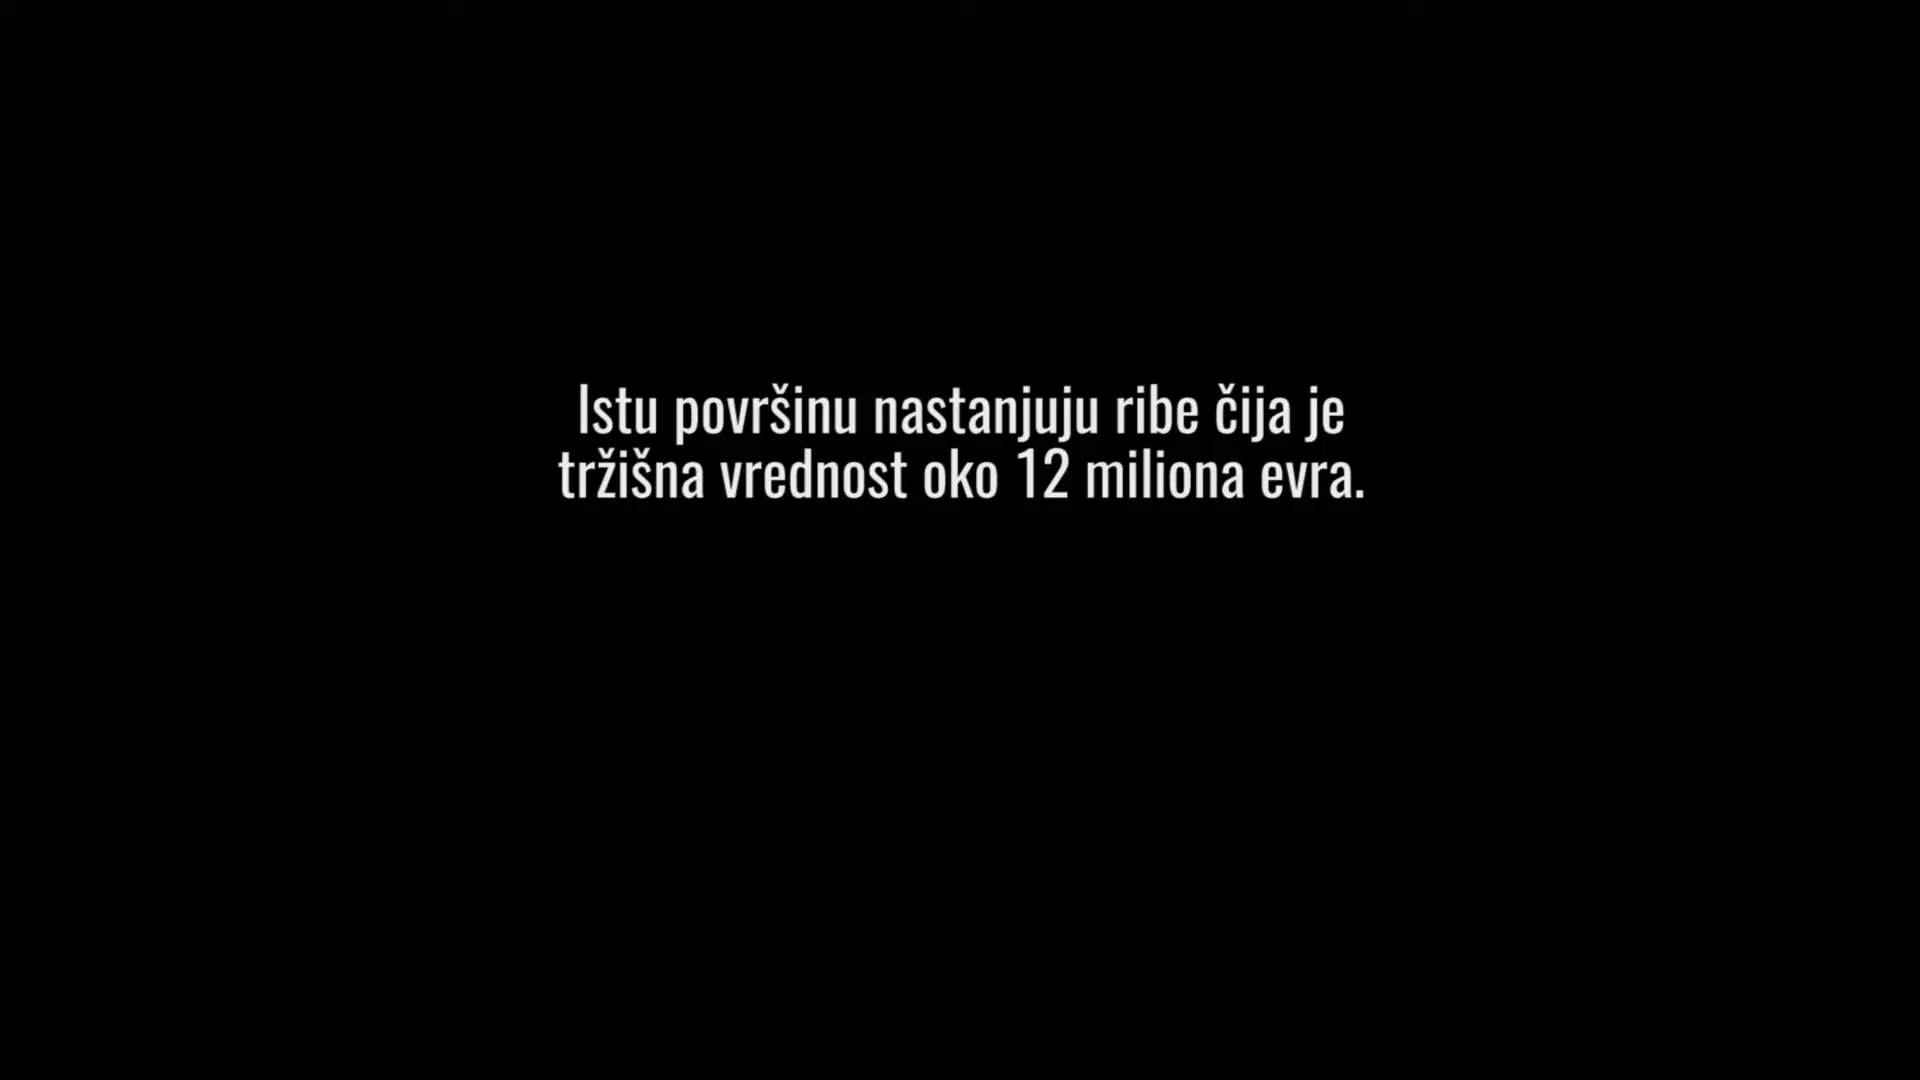 Istu površinu nastanjuju ribe čija je
tržišna vrednost oko 12 miliona evra.